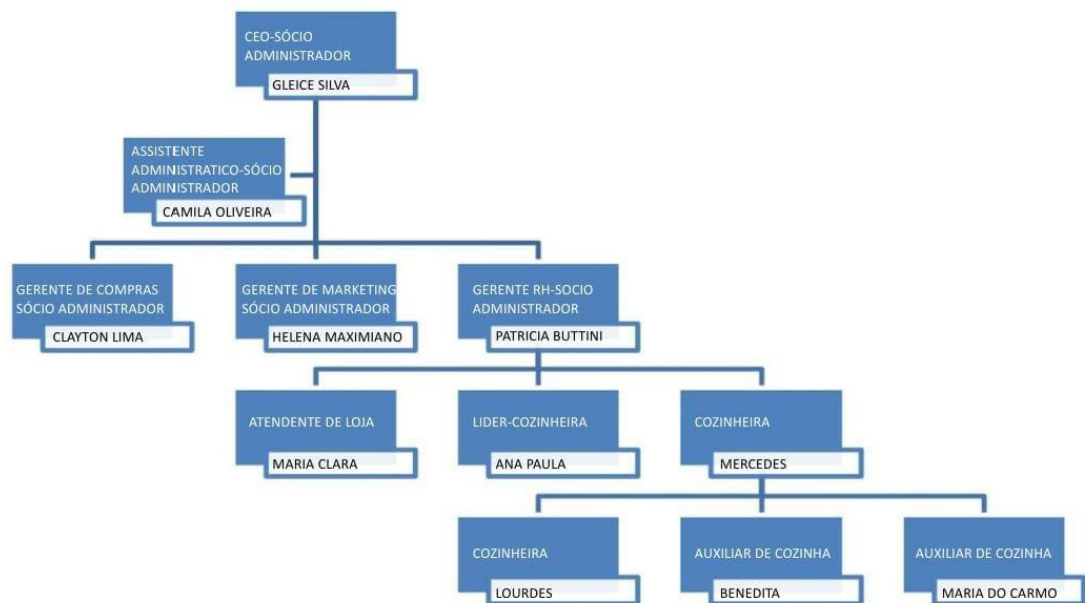 CEO-SÓCIO
ADMINISTRADOR
GLEICE SILVA
ASSISTENTE
ADMINISTRATICO-SÓCIO
ADMINISTRADOR
CAMILA OLIVEIRA
GERENTE DE COMPRAS
SÓCIO ADMINISTRADOR
CLAYTON LIMA
GERENTE DE MARKETING
SÓCIO ADMINISTRADOR
HELENA MAXIMIANO
GERENTE RH-SOCIO
ADMINISTRADOR
PATRICIA BUTTINI
ATENDENTE DE LOJA
MARIA CLARA
LIDER-COZINHEIRA
ANA PAULA
COZINHEIRA
MERCEDES
COZINHEIRA
LOURDES
AUXILIAR DE COZINHA
BENEDITA
AUXILIAR DE COZINHA
MARIA DO CARMO